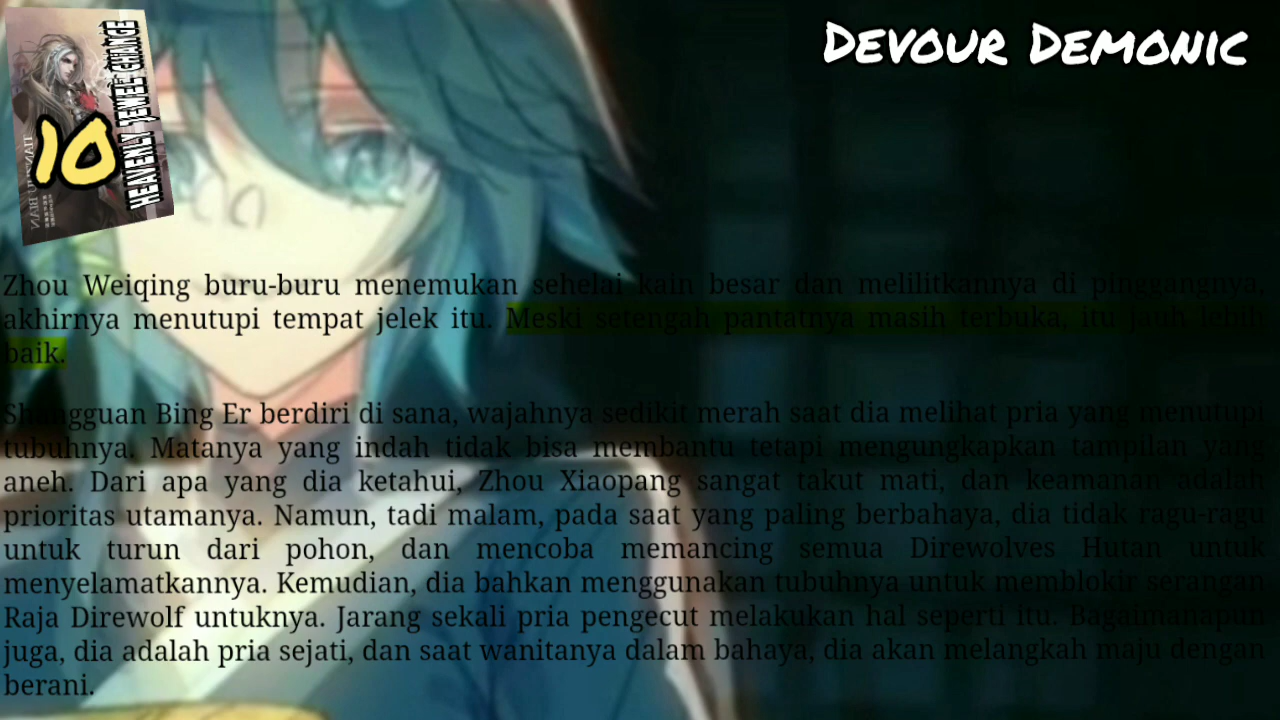 DEVOUR DEMONIC
HEAVENLY JEWEL CHANGE
10
Zhou Weiqing buru-buru menemukan sehelai kain besar dan melilitkannya di pinggangnya,
akhirnya menutupi tempat jelek itu. Meski setengah pantatnya masih terbuka, itu jauh lebih
baik.
Shangguan Bing Er berdiri di sana, wajahnya sedikit merah saat dia melihat pria yang menutupi
tubuhnya. Matanya yang indah tidak bisa membantu tetapi mengungkapkan tampilan yang
aneh. Dari apa yang dia ketahui, Zhou Xiaopang sangat takut mati, dan keamanan adalah
prioritas utamanya. Namun, tadi malam, pada saat yang paling berbahaya, dia tidak ragu-ragu
untuk turun dari pohon, dan mencoba memancing semua Direwolves Hutan untuk
menyelamatkannya. Kemudian, dia bahkan menggunakan tubuhnya untuk memblokir serangan
Raja Direwolf untuknya. Jarang sekali pria pengecut melakukan hal seperti itu. Bagaimanapun
juga, dia adalah pria sejati, dan saat wanitanya dalam bahaya, dia akan melangkah maju dengan
berani.